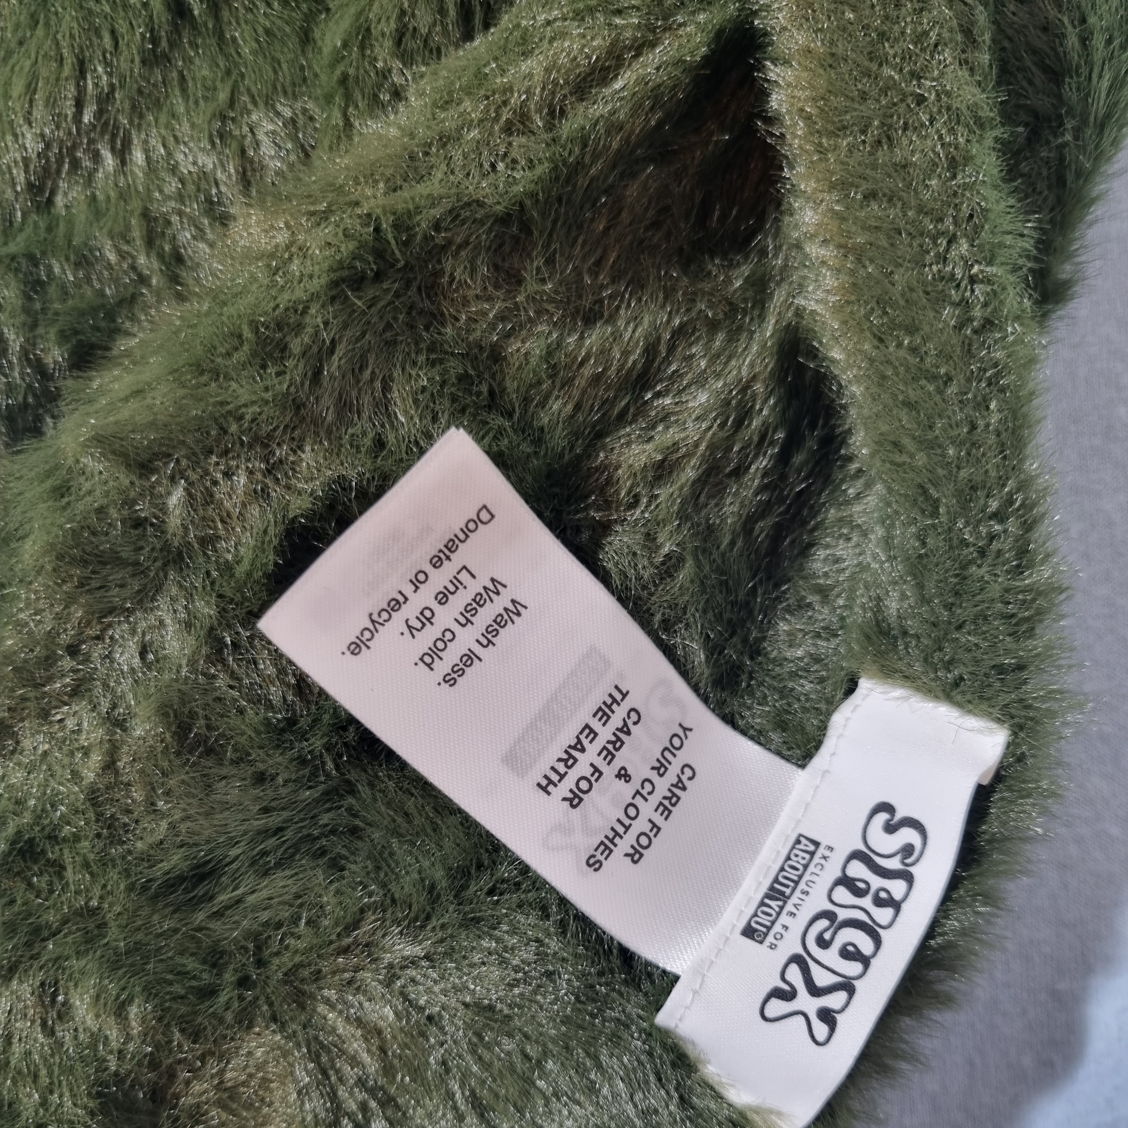 SHYX
EXCLUSIVE FOR
ABOUT YOU
CARE FOR
YOUR CLOTHES
&
CARE FOR
THE EARTH
Wash less.
Wash cold.
Line dry.
Donate or recycle.